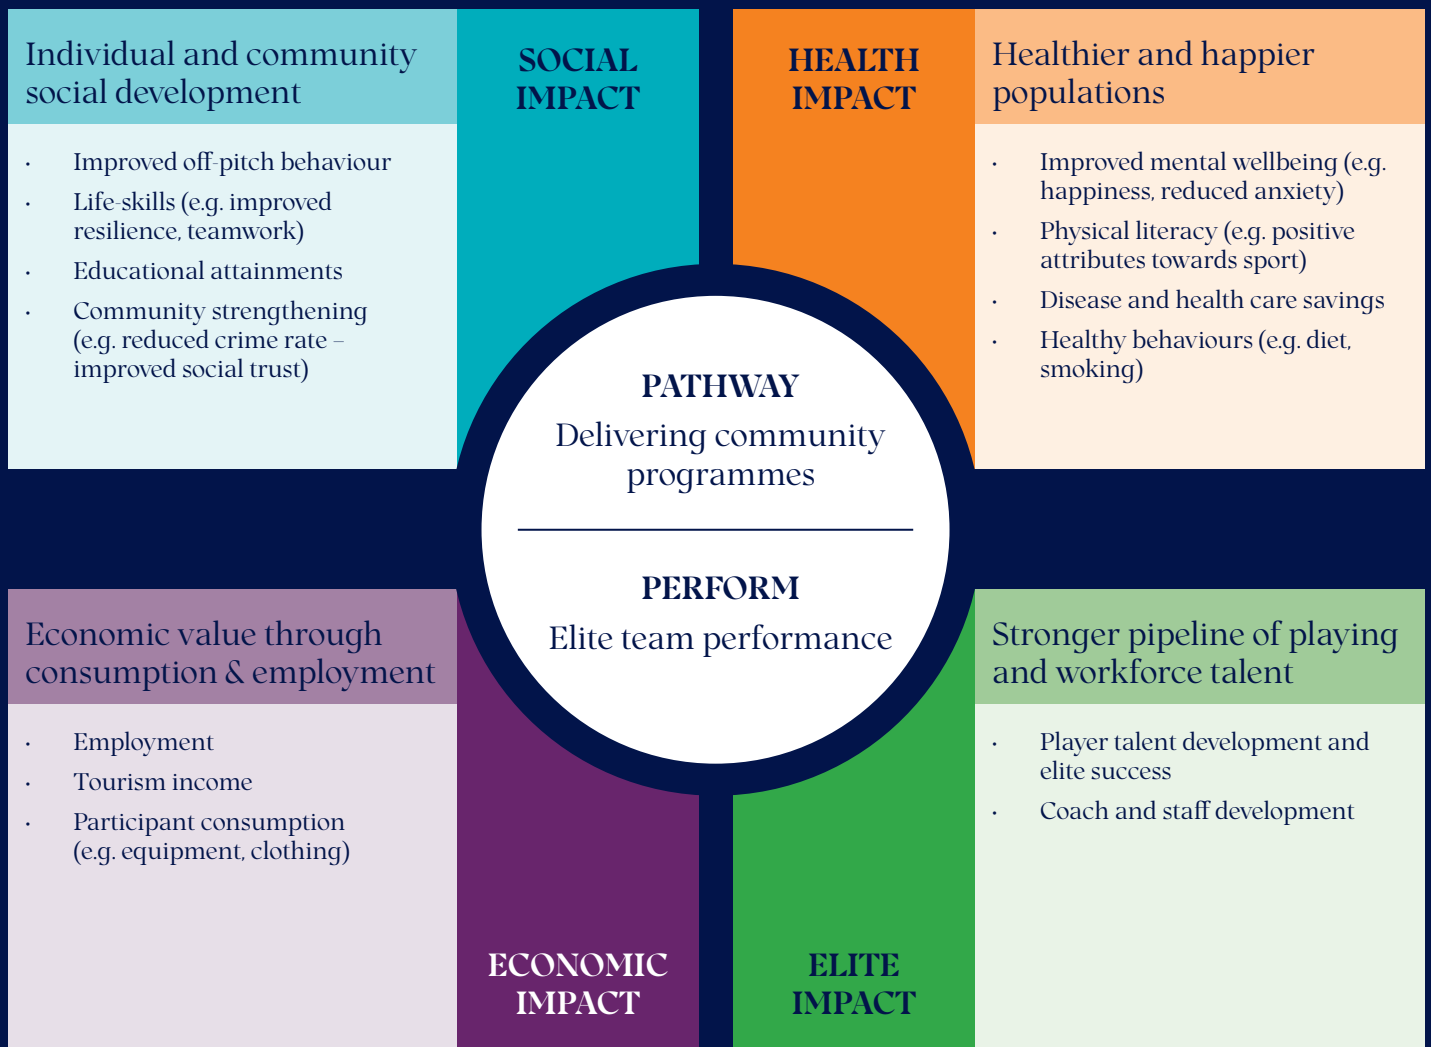 Individual and community
social development
• Improved off-pitch behaviour
• Life-skills (e.g. improved
resilience, teamwork)
• Educational attainments
• Community strengthening
(e.g. reduced crime rate –
improved social trust)
SOCIAL
IMPACT
HEALTH
IMPACT
Healthier and happier
populations
• Improved mental wellbeing (e.g.
happiness, reduced anxiety)
• Physical literacy (e.g. positive
attributes towards sport)
• Disease and health care savings
• Healthy behaviours (e.g. diet,
smoking)
PATHWAY
Delivering community
programmes
PERFORM
Elite team performance
Economic value through
consumption & employment
• Employment
• Tourism income
• Participant consumption
(e.g. equipment, clothing)
ECONOMIC
IMPACT
ELITE
IMPACT
Stronger pipeline of playing
and workforce talent
• Player talent development and
elite success
• Coach and staff development